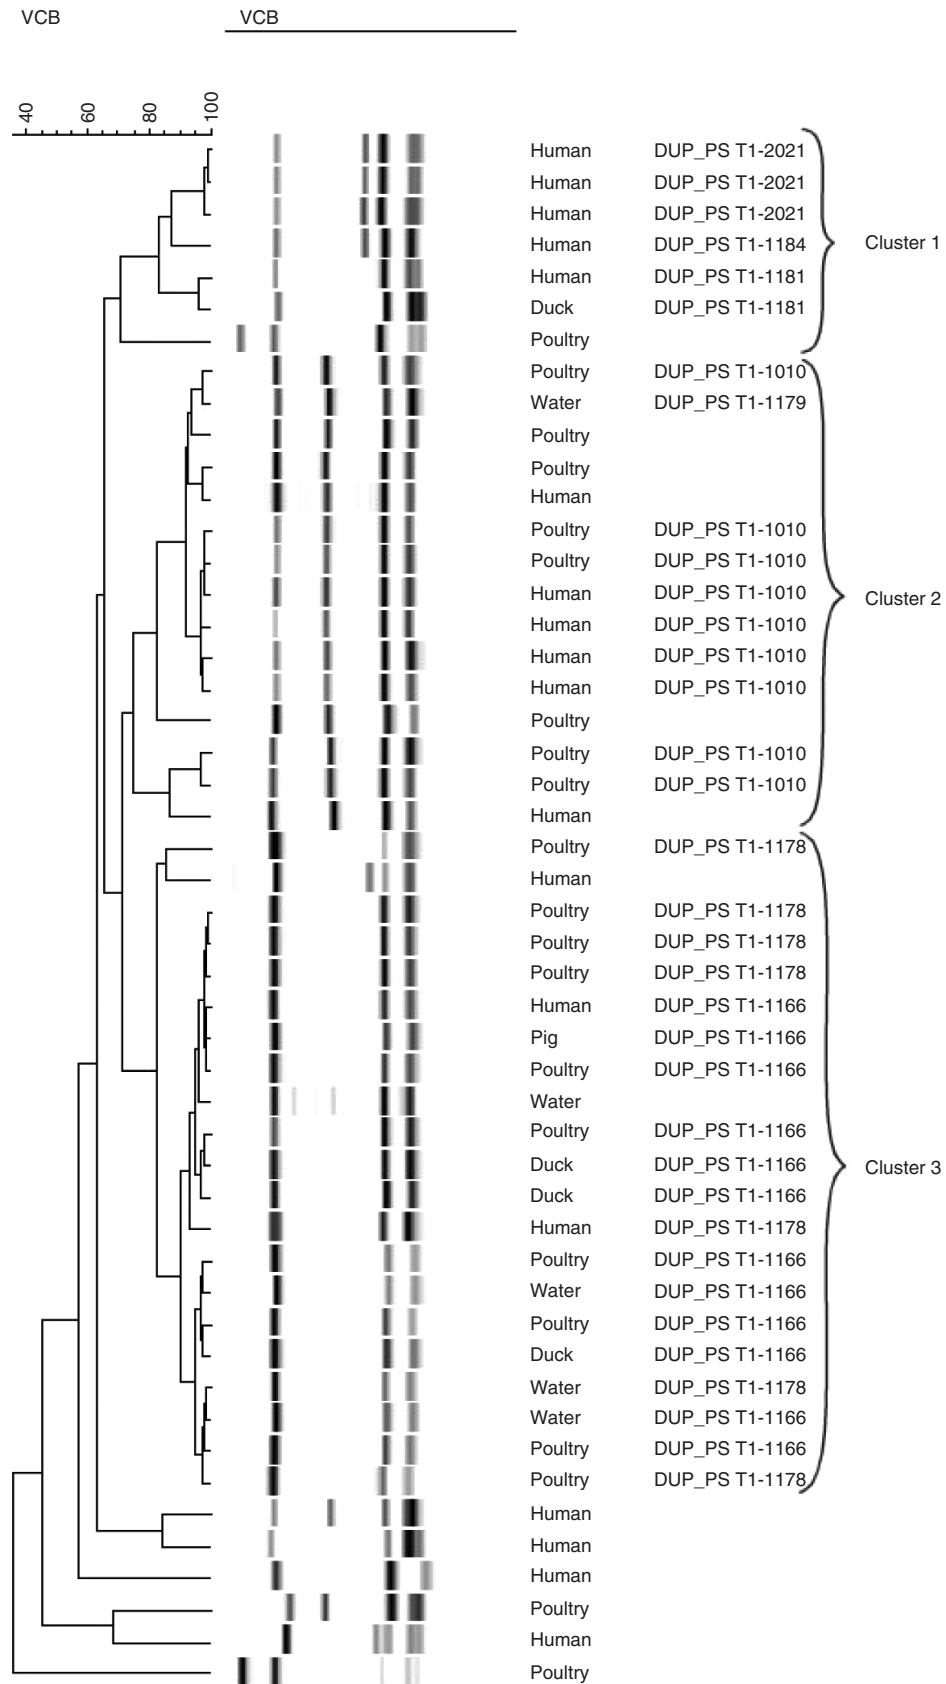 VCB VCB
40 60 80 100
Human DUP_PS T1-2021
Human DUP_PS T1-2021
Human DUP_PS T1-2021
Human DUP_PS T1-1184 Cluster 1
Human DUP_PS T1-1181
Duck DUP_PS T1-1181
Poultry
Poultry DUP_PS T1-1010
Water DUP_PS T1-1179
Poultry
Poultry
Human
Poultry DUP_PS T1-1010
Poultry DUP_PS T1-1010
Human DUP_PS T1-1010 Cluster 2
Human DUP_PS T1-1010
Human DUP_PS T1-1010
Human DUP_PS T1-1010
Poultry
Poultry DUP_PS T1-1010
Poultry DUP_PS T1-1010
Human
Poultry DUP_PS T1-1178
Human
Poultry DUP_PS T1-1178
Poultry DUP_PS T1-1178
Poultry DUP_PS T1-1178
Human DUP_PS T1-1166
Pig DUP_PS T1-1166
Poultry DUP_PS T1-1166
Water
Poultry DUP_PS T1-1166
Duck DUP_PS T1-1166 Cluster 3
Duck DUP_PS T1-1166
Human DUP_PS T1-1178
Poultry DUP_PS T1-1166
Water DUP_PS T1-1166
Poultry DUP_PS T1-1166
Duck DUP_PS T1-1166
Water DUP_PS T1-1178
Water DUP_PS T1-1166
Poultry DUP_PS T1-1166
Poultry DUP_PS T1-1178
Human
Human
Human
Poultry
Human
Poultry